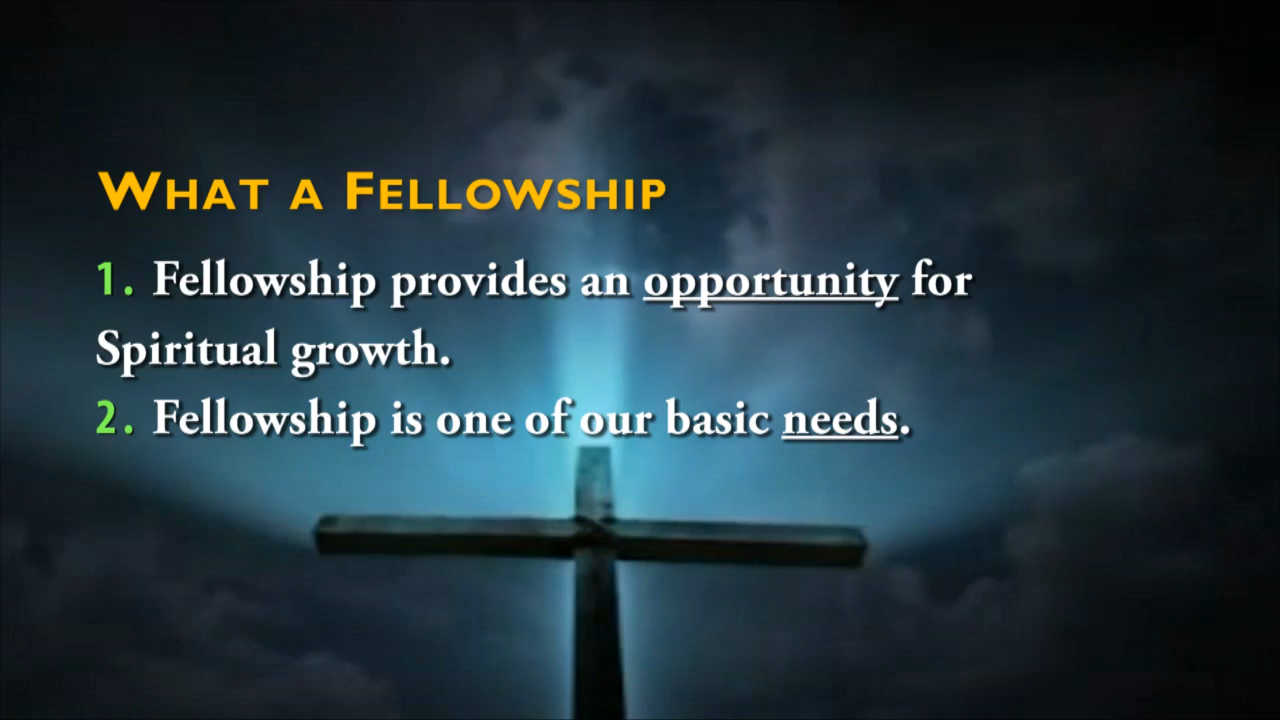 WHAT A FELLOWSHIP
1. Fellowship provides an opportunity for
Spiritual growth.
2. Fellowship is one of our basic needs.